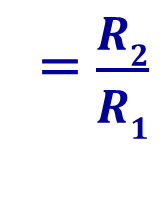 = R₂ / R₁